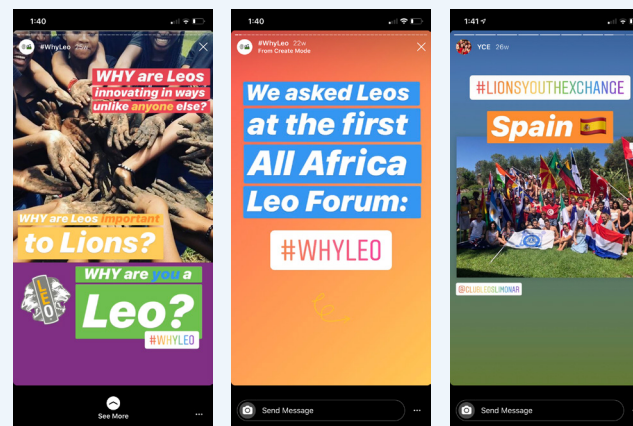 1:40
#WhyLeo 25w
WHY are Leos
innovating in ways
unlike anyone else?
WHY are Leos important
to Lions?
LEO
WHY are you a
Leo?
#WHYLEO
See More
1:40
#WhyLeo 22w
From Create Mode
We asked Leos
at the first
All Africa
Leo Forum:
#WHYLEO
Send Message
1:41
YCE 26w
#LIONSYOUTHEXCHANGE
Spain
@CLUBLEOSLIMONAR
Send Message